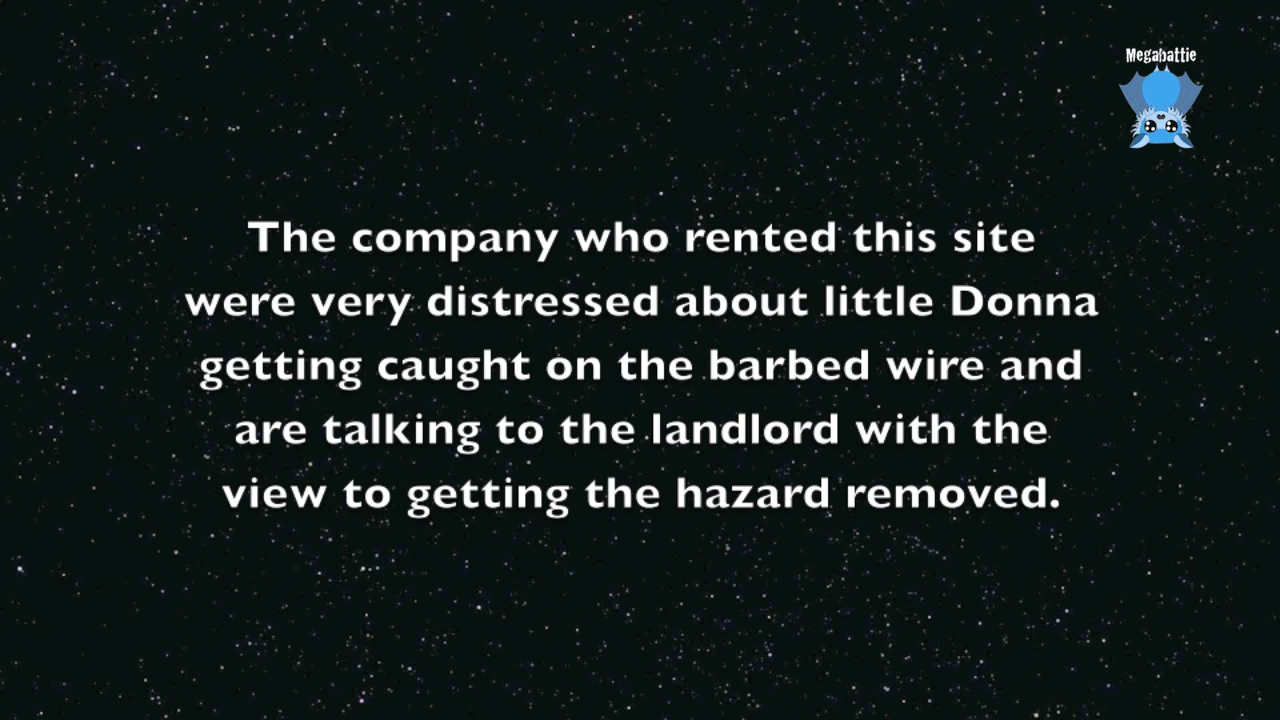 Megabattie
The company who rented this site
were very distressed about little Donna
getting caught on the barbed wire and
are talking to the landlord with the
view to getting the hazard removed.